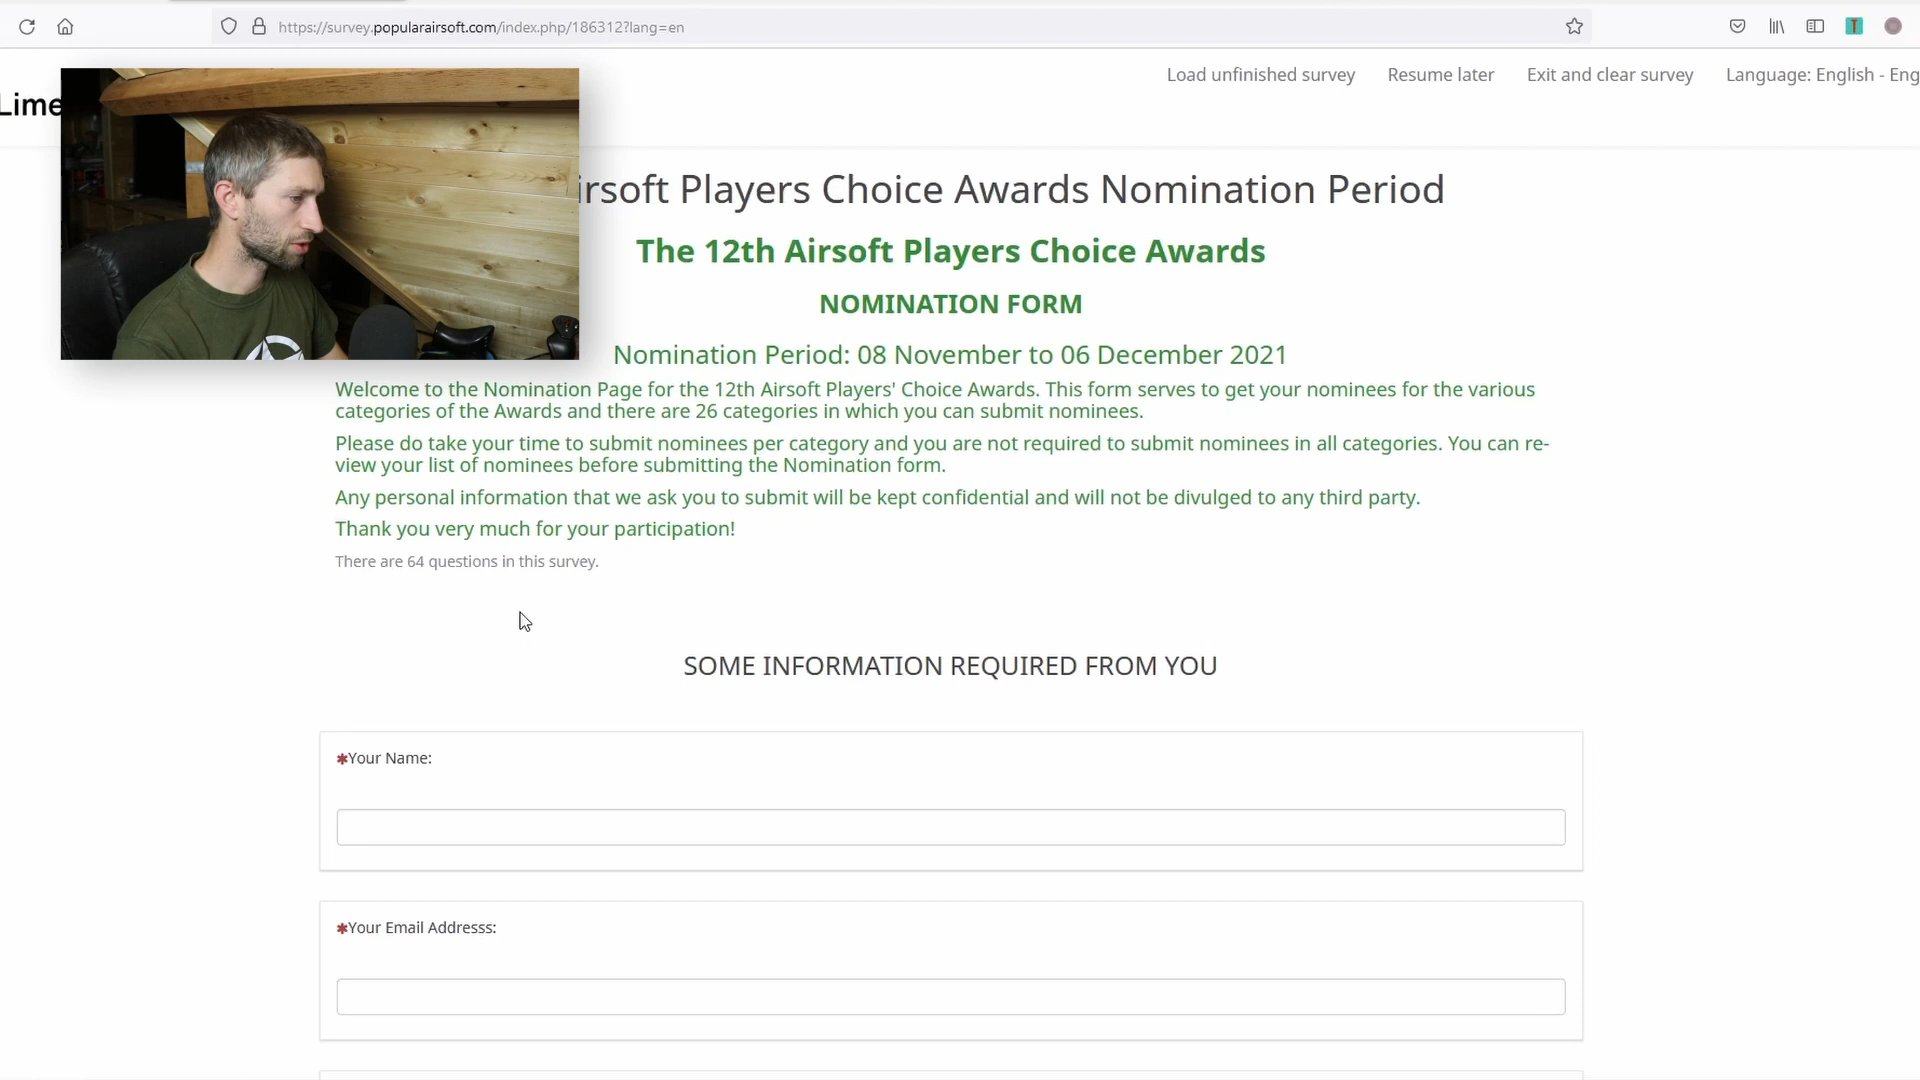 https://survey.popularairsoft.com/index.php/186312?lang=en
Load unfinished survey Resume later Exit and clear survey Language: English - Eng
Lime
irsoft Players Choice Awards Nomination Period
The 12th Airsoft Players Choice Awards
NOMINATION FORM
Nomination Period: 08 November to 06 December 2021
Welcome to the Nomination Page for the 12th Airsoft Players' Choice Awards. This form serves to get your nominees for the various
categories of the Awards and there are 26 categories in which you can submit nominees.
Please do take your time to submit nominees per category and you are not required to submit nominees in all categories. You can re-
view your list of nominees before submitting the Nomination form.
Any personal information that we ask you to submit will be kept confidential and will not be divulged to any third party.
Thank you very much for your participation!
There are 64 questions in this survey.
SOME INFORMATION REQUIRED FROM YOU
✱Your Name:
✱Your Email Addresss: